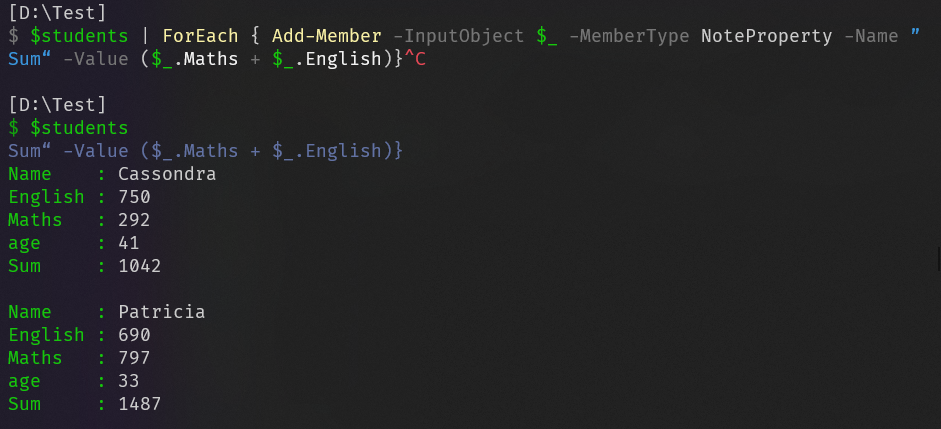 [D:\Test]
$ $students | ForEach { Add-Member -InputObject $_ -MemberType NoteProperty -Name ”
Sum“ -Value ($_.Maths + $_.English)}^C
[D:\Test]
$ $students
Sum“ -Value ($_.Maths + $_.English)}
Name    : Cassondra
English : 750
Maths   : 292
age     : 41
Sum     : 1042
Name    : Patricia
English : 690
Maths   : 797
age     : 33
Sum     : 1487